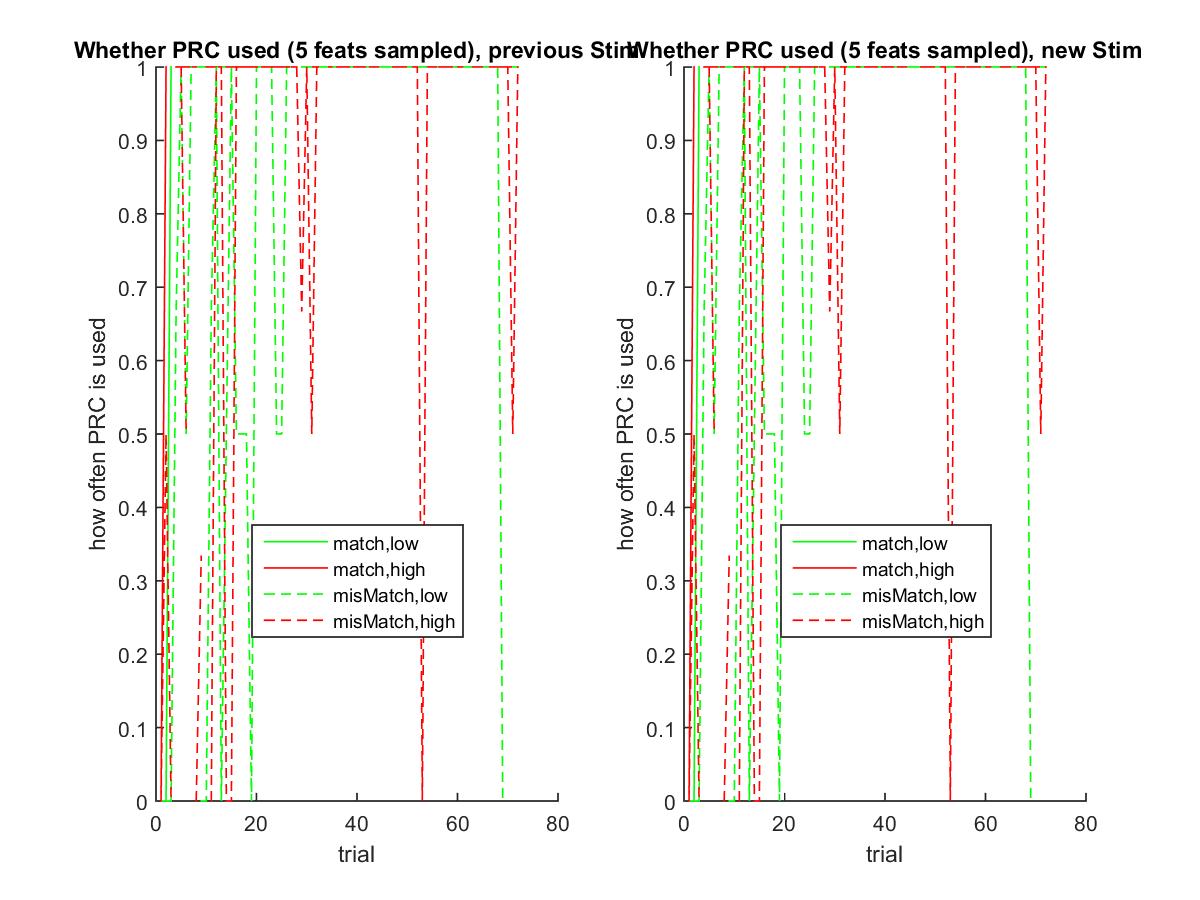 Whether PRC used (5 feats sampled), previous Stim
1
0.9
0.8
0.7
0.6
0.5
0.4
0.3
0.2
0.1
0
how often PRC is used
match,low
match,high
misMatch,low
misMatch,high
0 20 40 60 80
trial
Whether PRC used (5 feats sampled), new Stim
1
0.9
0.8
0.7
0.6
0.5
0.4
0.3
0.2
0.1
0
how often PRC is used
match,low
match,high
misMatch,low
misMatch,high
0 20 40 60 80
trial